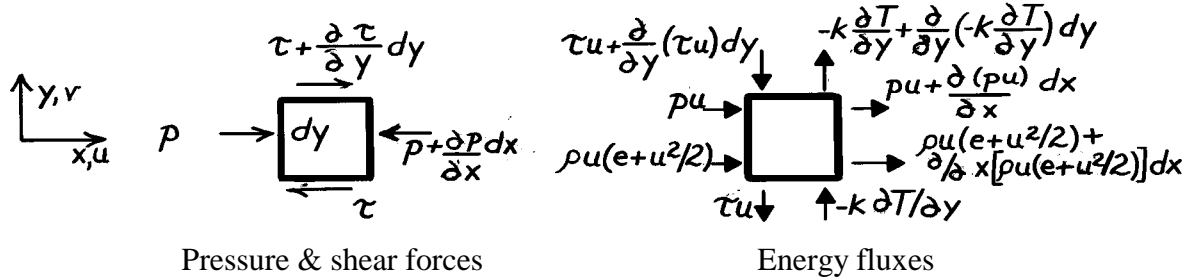 y, v
x, u
τ + ∂τ/∂y dy
p
dy
p + ∂p/∂x dx
τ
τu + ∂/∂y (τu) dy
-k ∂T/∂y + ∂/∂y (-k ∂T/∂y) dy
pu
pu + ∂(pu)/∂x dx
ρu(e+u²/2)
ρu(e+u²/2) +
∂/∂x [ρu(e+u²/2)] dx
τu
-k ∂T/∂y
Pressure & shear forces
Energy fluxes